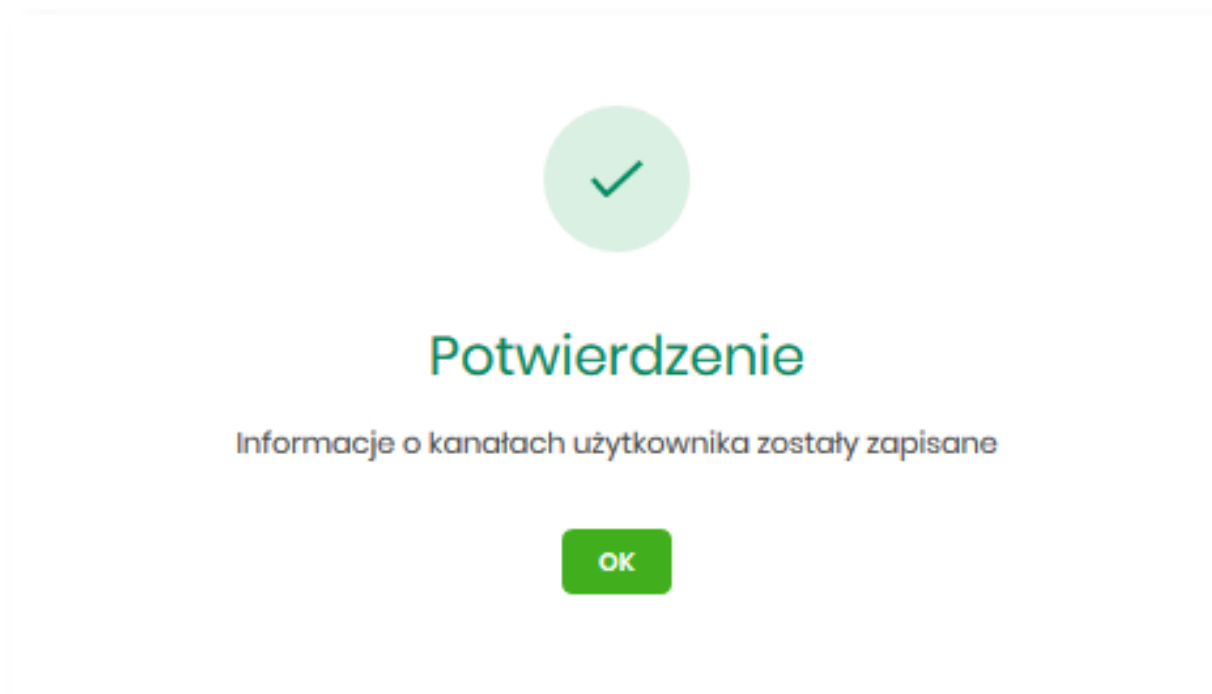 Potwierdzenie
Informacje o kanałach użytkownika zostały zapisane
OK